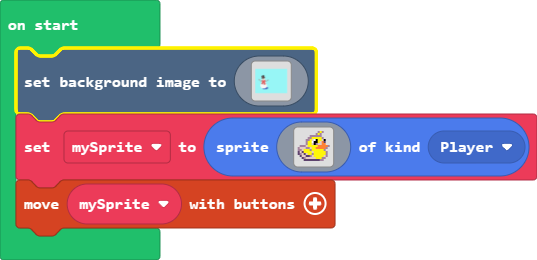 on start
set background image to
set mySprite to sprite of kind Player
move mySprite with buttons